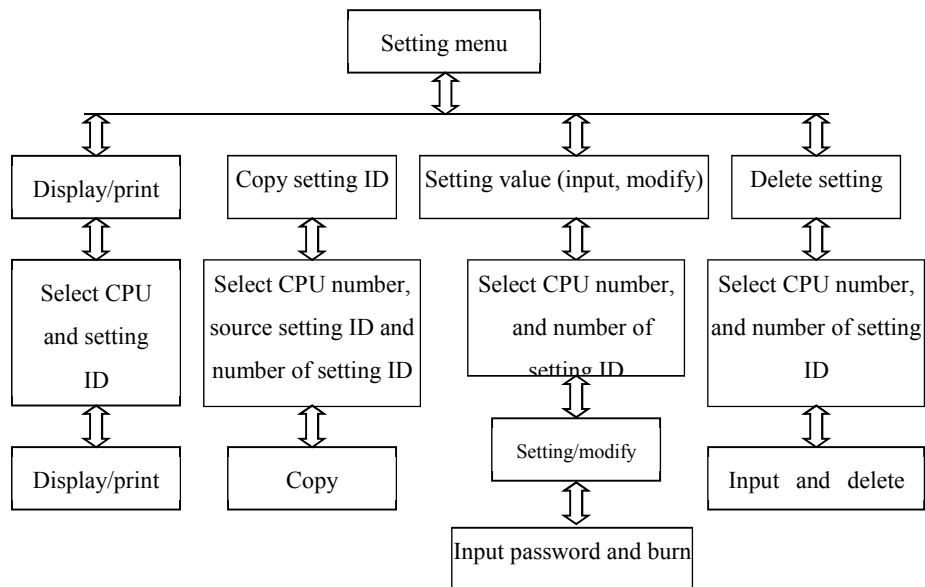 Setting menu
Display/print
Copy setting ID
Setting value (input, modify)
Delete setting
Select CPU
and setting
ID
Select CPU number,
source setting ID and
number of setting ID
Select CPU number,
and number of
setting ID
Select CPU number,
and number of setting
ID
Display/print
Copy
Setting/modify
Input and delete
Input password and burn